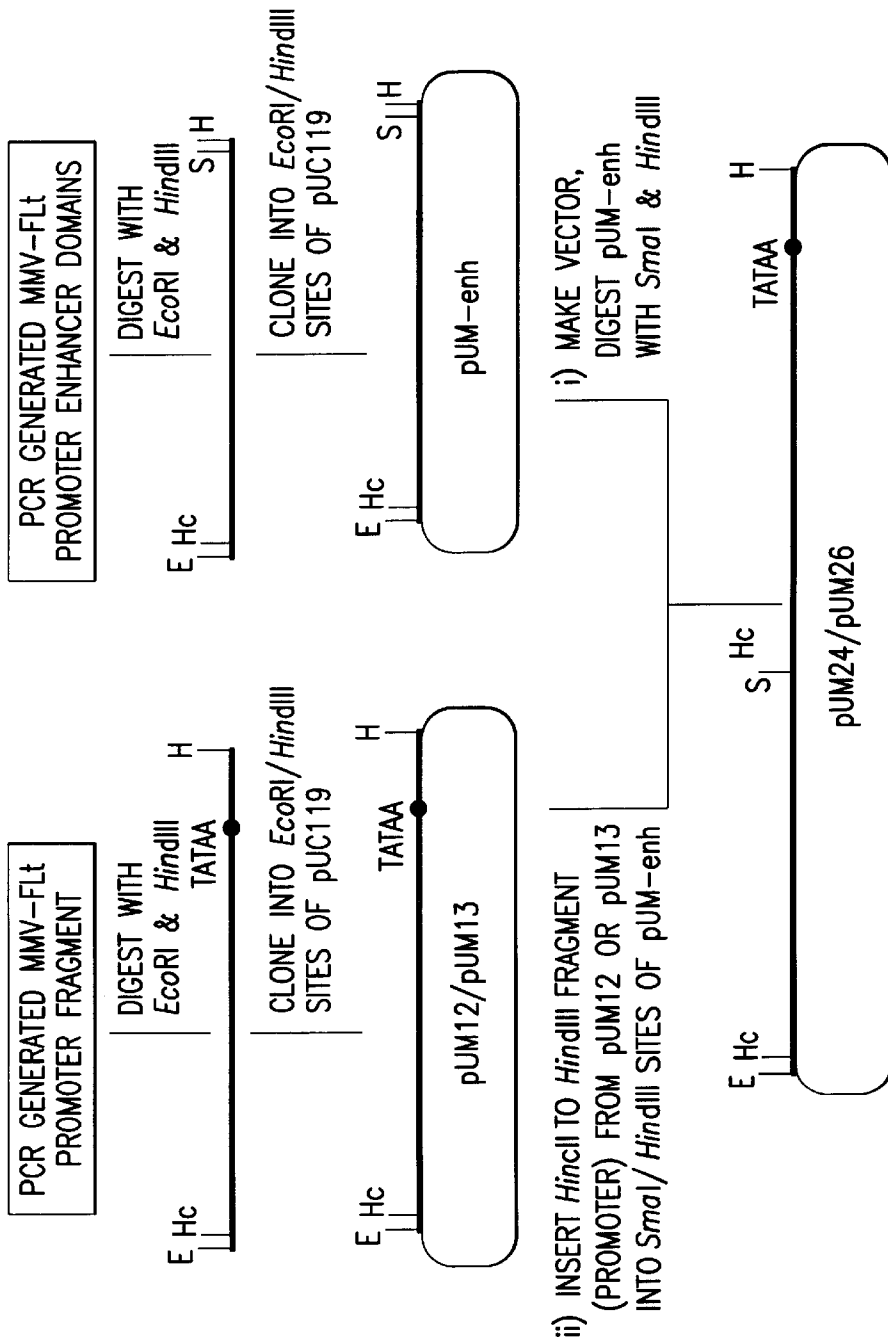 PCR GENERATED MMV-FLt
PROMOTER FRAGMENT
DIGEST WITH
EcoRI & HindIII
E Hc
TATAA
H
CLONE INTO EcoRI/HindIII
SITES OF pUC119
E Hc
TATAA
H
pUM12/pUM13
ii) INSERT HincII TO HindIII FRAGMENT
(PROMOTER) FROM pUM12 OR pUM13
INTO SmaI/HindIII SITES OF pUM-enh
PCR GENERATED MMV-FLt
PROMOTER ENHANCER DOMAINS
DIGEST WITH
EcoRI & HindIII
E Hc
S H
CLONE INTO EcoRI/HindIII
SITES OF pUC119
E Hc
S H
pUM-enh
i) MAKE VECTOR,
DIGEST pUM-enh
WITH SmaI & HindIII
E Hc
S Hc
TATAA
H
pUM24/pUM26